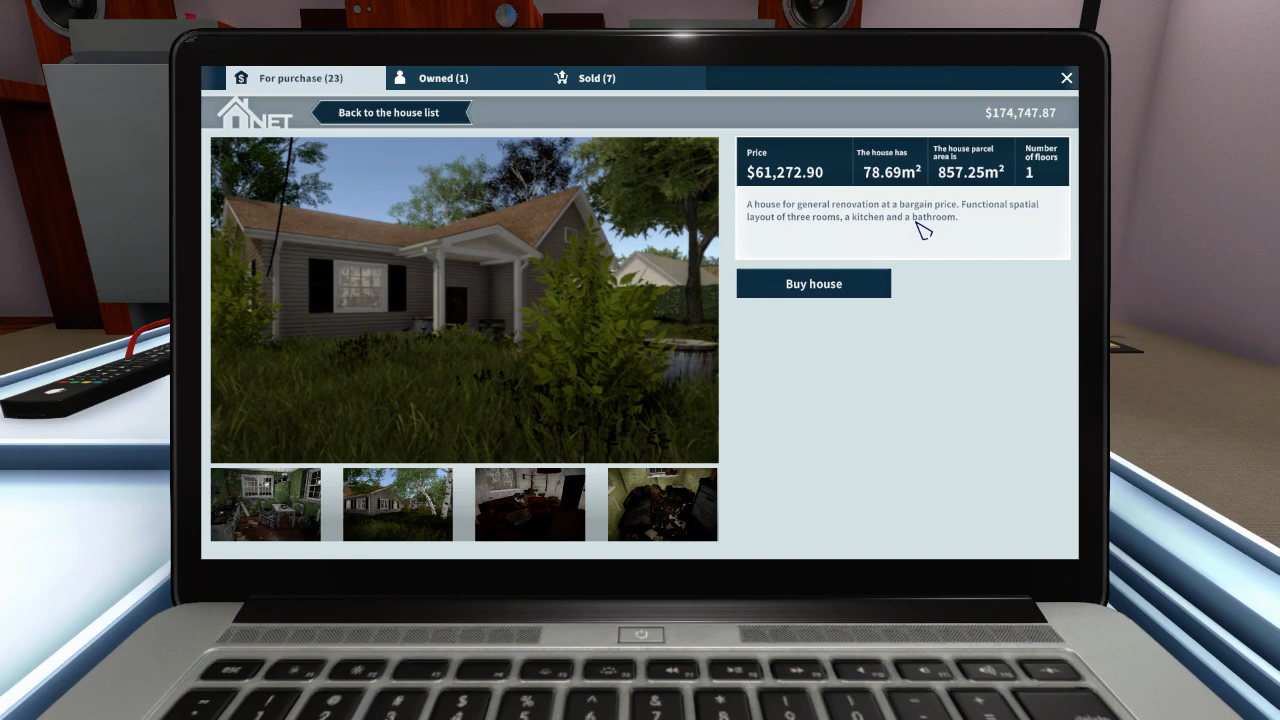 For purchase (23)
Owned (1)
Sold (7)
NET
Back to the house list
$174,747.87
Price
$61,272.90
The house has
78.69m²
The house parcel
area is
857.25m²
Number
of floors
1
A house for general renovation at a bargain price. Functional spatial
layout of three rooms, a kitchen and a bathroom.
Buy house
esc